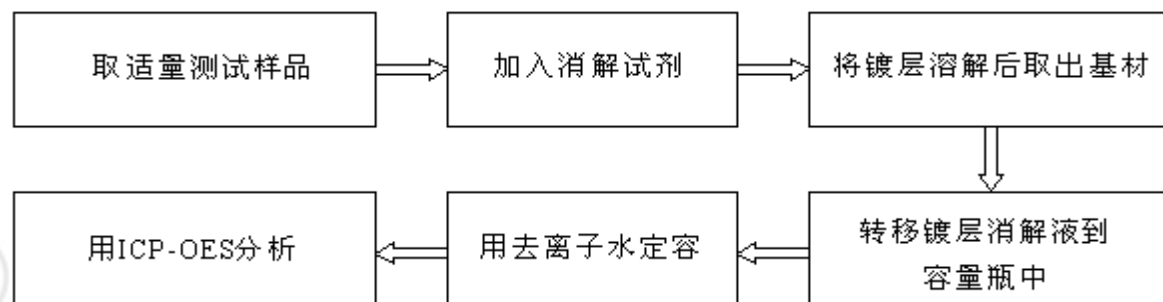 取适量测试样品
加入消解试剂
将镀层溶解后取出基材
转移镀层消解液到
容量瓶中
用去离子水定容
用ICP-OES分析